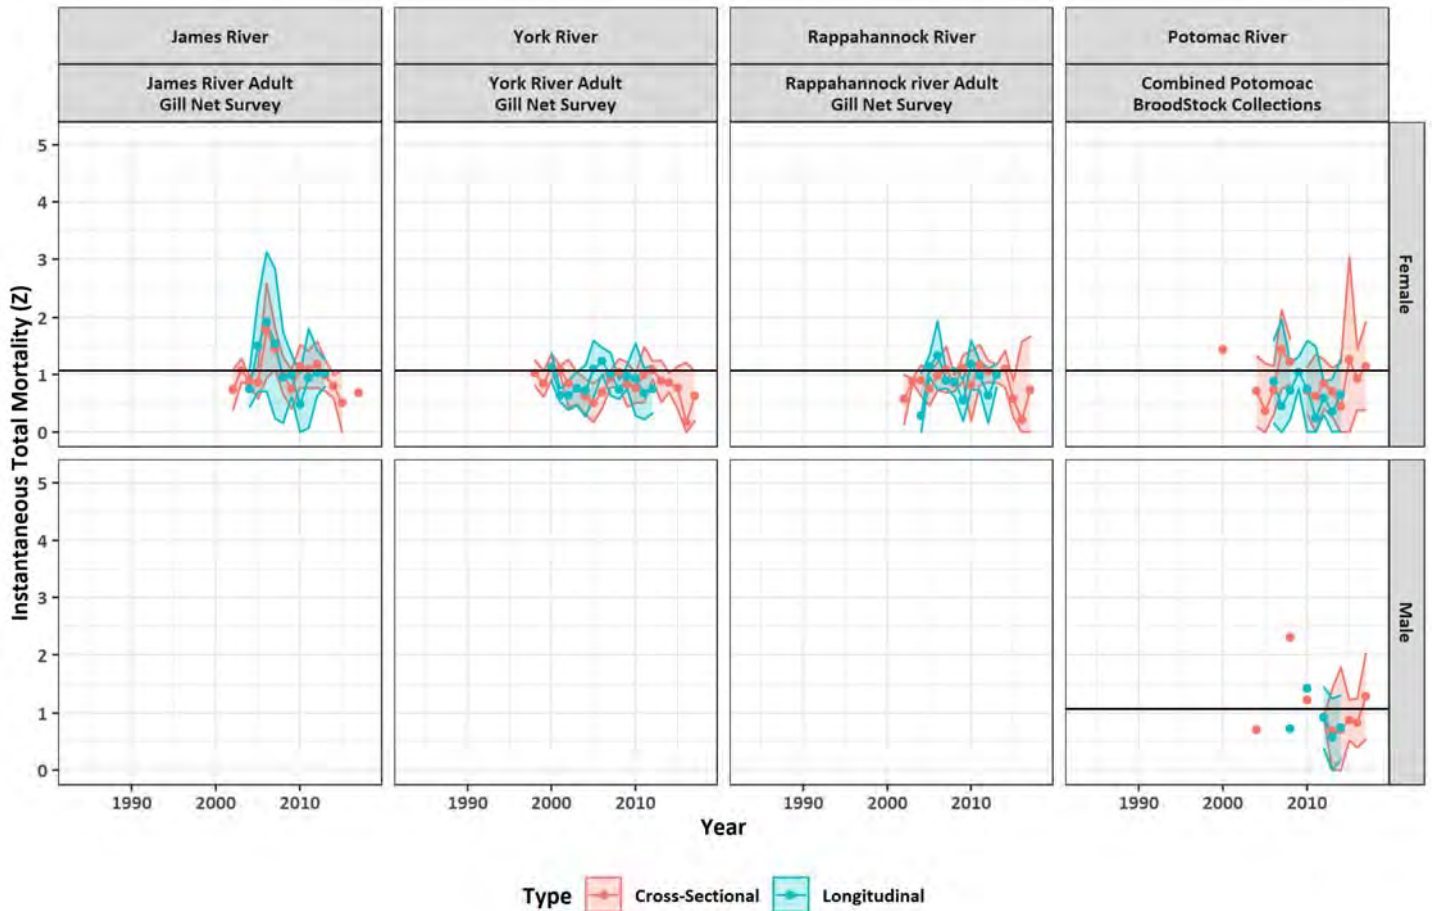 James River
York River
Rappahannock River
Potomac River
James River Adult
Gill Net Survey
York River Adult
Gill Net Survey
Rappahannock river Adult
Gill Net Survey
Combined Potomoac
BroodStock Collections
Instantaneous Total Mortality (Z)
5
4
3
2
1
0
Female
5
4
3
2
1
0
Male
1990
2000
2010
1990
2000
2010
1990
2000
2010
1990
2000
2010
Year
Type
Cross-Sectional
Longitudinal